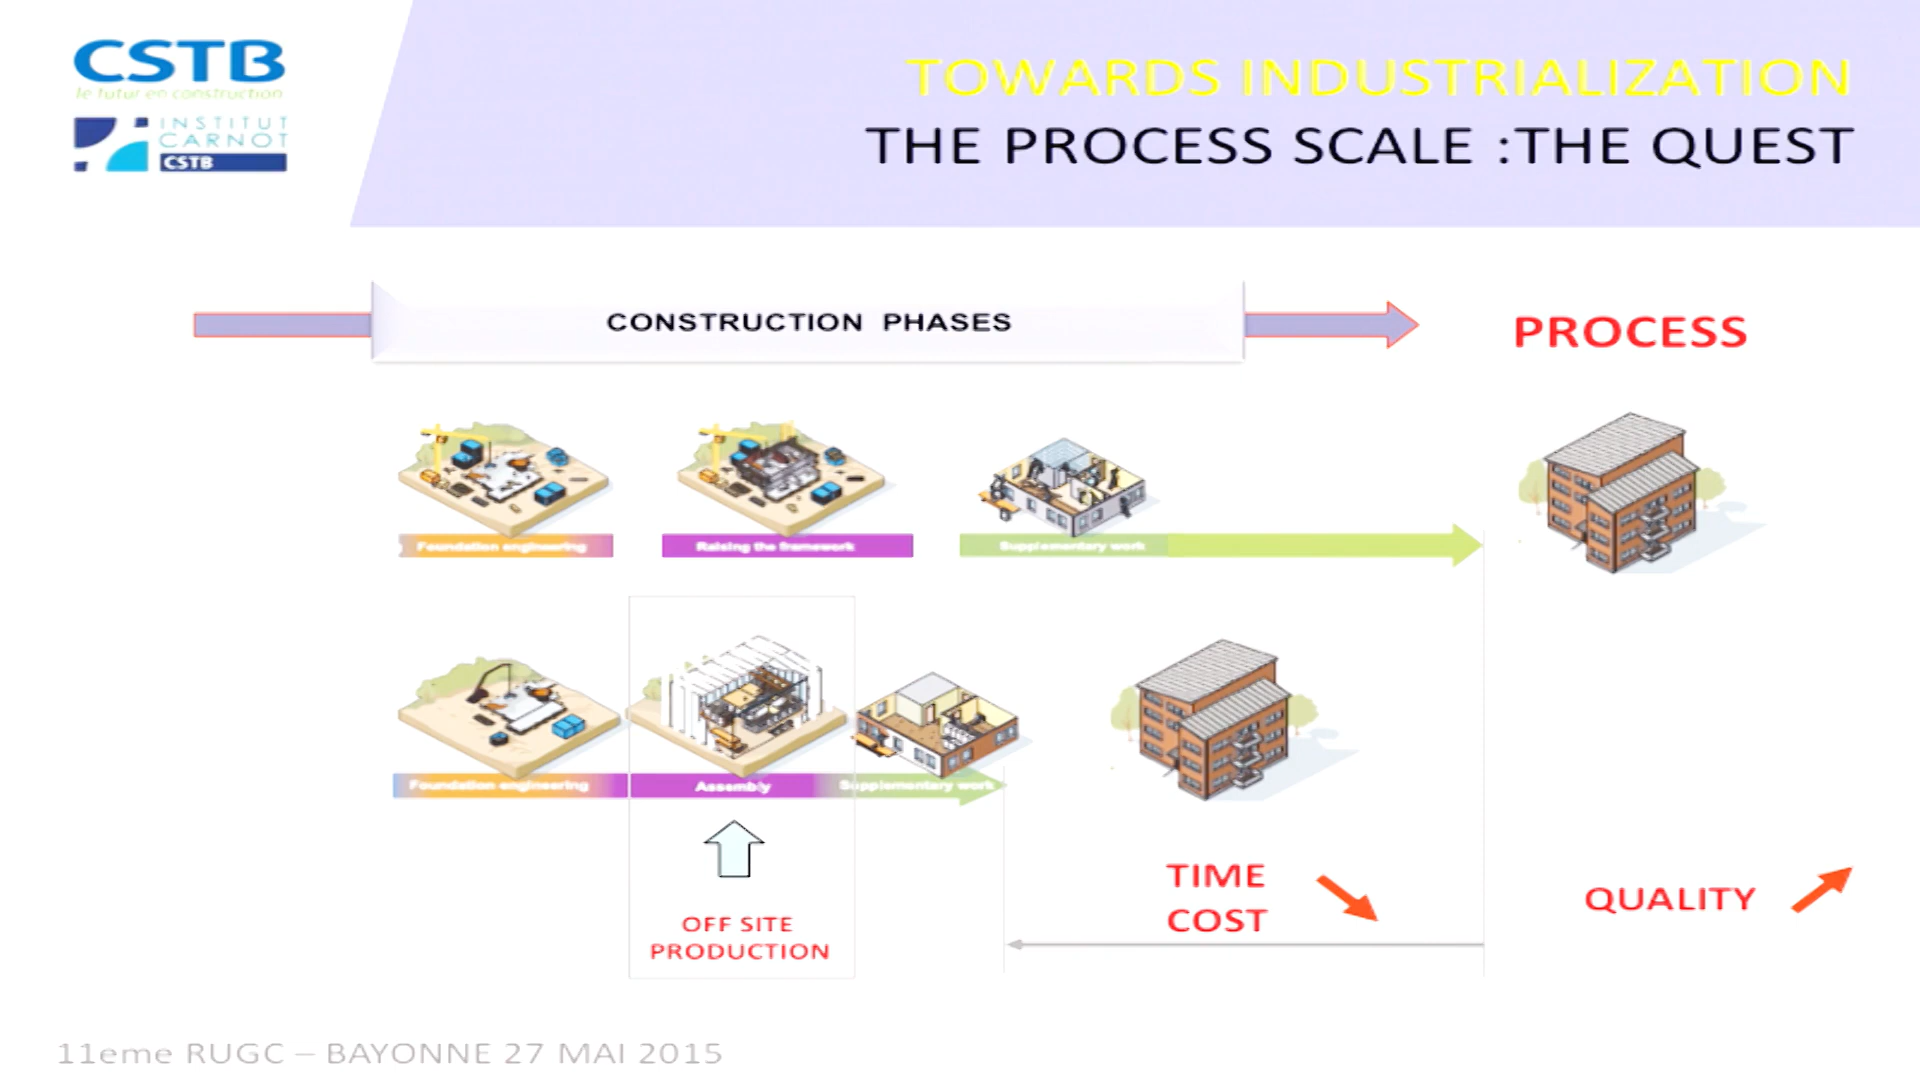 CSTB
le futur en construction
INSTITUT
CARNOT
CSTB
TOWARDS INDUSTRIALIZATION
THE PROCESS SCALE :THE QUEST
CONSTRUCTION PHASES
PROCESS
Foundation engineering
Raising the framework
Supplementary work
Foundation engineering
Assembly
Supplementary work
OFF SITE
PRODUCTION
TIME
COST
QUALITY
11eme RUGC – BAYONNE 27 MAI 2015